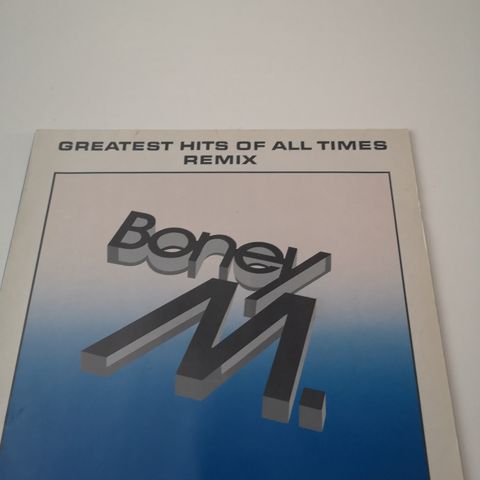 GREATEST HITS OF ALL TIMES
REMIX
Boney
M.